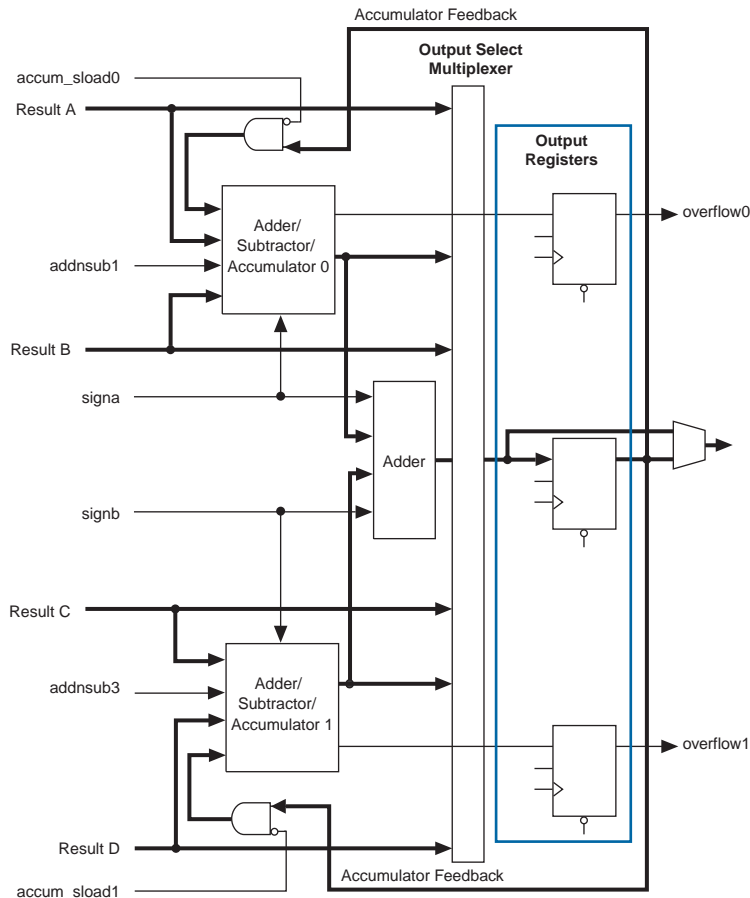 Accumulator Feedback
Output Select
Multiplexer
accum_sload0
Result A
Output
Registers
Adder/
Subtractor/
Accumulator 0
overflow0
addnsub1
Result B
signa
Adder
signb
Result C
Adder/
Subtractor/
Accumulator 1
addnsub3
overflow1
Result D
Accumulator Feedback
accum_sload1